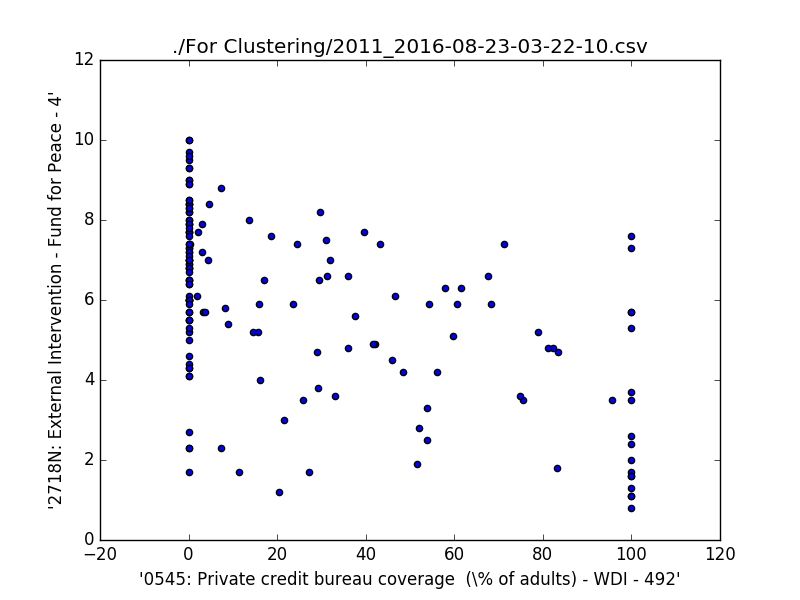 ./For Clustering/2011_2016-08-23-03-22-10.csv
12
10
8
6
4
2
0
'2718N: External Intervention - Fund for Peace - 4'
−20 0 20 40 60 80 100 120
'0545: Private credit bureau coverage  (\% of adults) - WDI - 492'